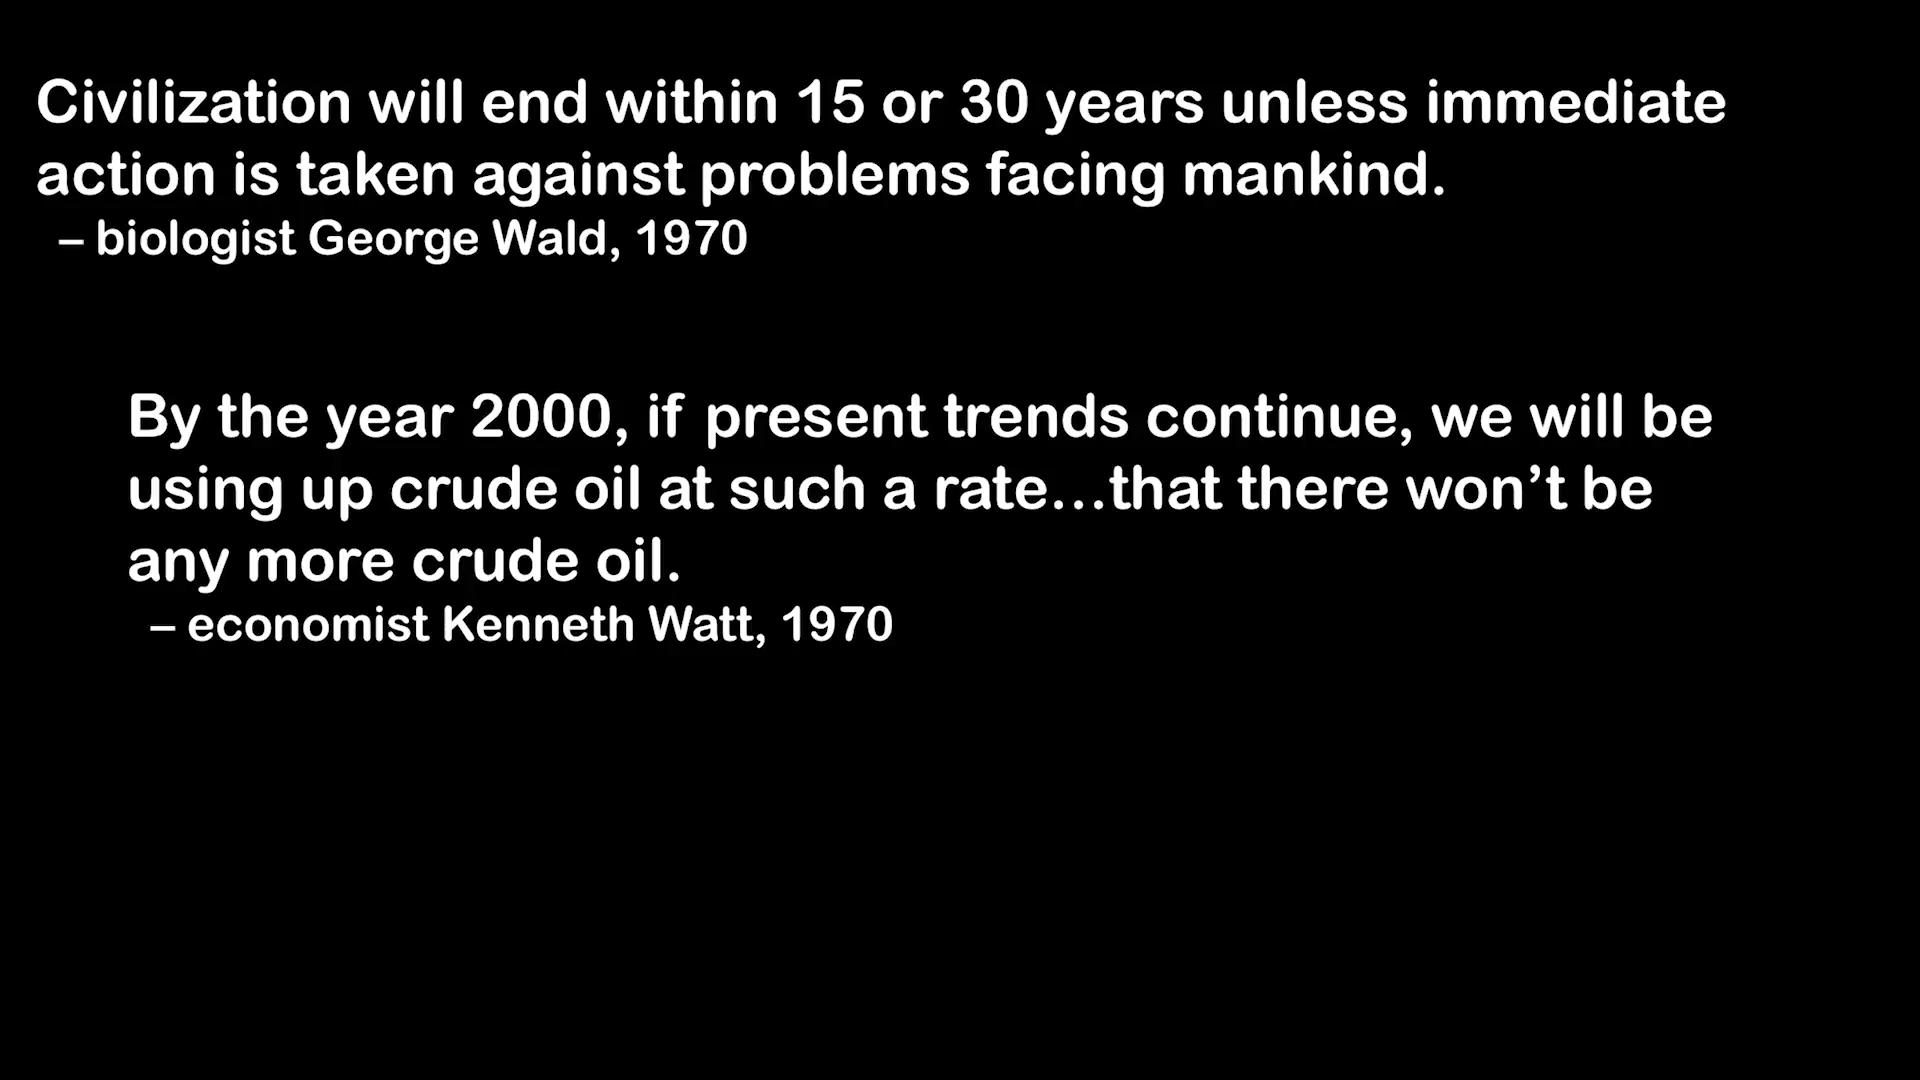 Civilization will end within 15 or 30 years unless immediate
action is taken against problems facing mankind.
– biologist George Wald, 1970
By the year 2000, if present trends continue, we will be
using up crude oil at such a rate…that there won’t be
any more crude oil.
– economist Kenneth Watt, 1970